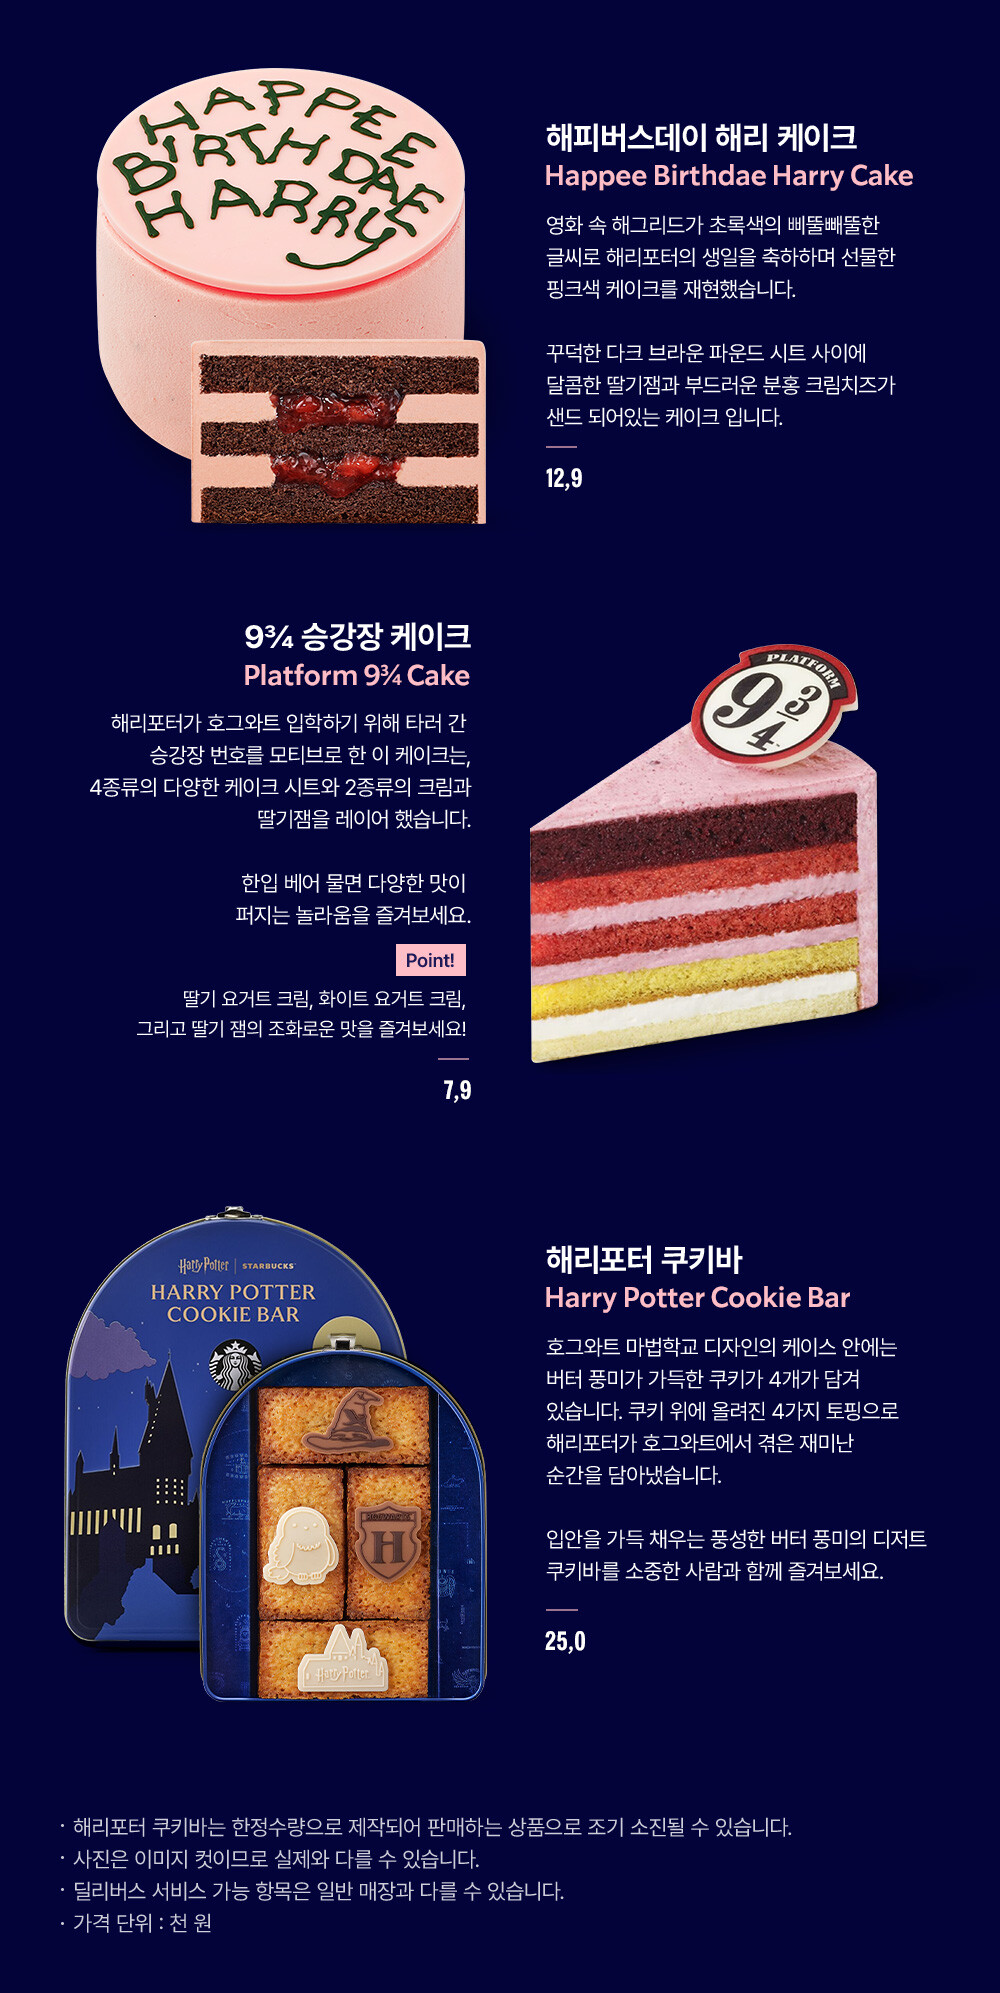 HAPPEE
BIRTHDAE
HARRY
해피버스데이 해리 케이크
Happee Birthdae Harry Cake
영화 속 해그리드가 초록색의 삐뚤빼뚤한
글씨로 해리포터의 생일을 축하하며 선물한
핑크색 케이크를 재현했습니다.
꾸덕한 다크 브라운 파운드 시트 사이에
달콤한 딸기잼과 부드러운 분홍 크림치즈가
샌드 되어있는 케이크 입니다.
12,9
9¾ 승강장 케이크
Platform 9¾ Cake
해리포터가 호그와트 입학하기 위해 타러 간
승강장 번호를 모티브로 한 이 케이크는,
4종류의 다양한 케이크 시트와 2종류의 크림과
딸기잼을 레이어 했습니다.
한입 베어 물면 다양한 맛이
퍼지는 놀라움을 즐겨보세요.
Point!
딸기 요거트 크림, 화이트 요거트 크림,
그리고 딸기 잼의 조화로운 맛을 즐겨보세요!
7,9
PLATFORM
9¾
Harry Potter | STARBUCKS
HARRY POTTER
COOKIE BAR
H
Harry Potter
해리포터 쿠키바
Harry Potter Cookie Bar
호그와트 마법학교 디자인의 케이스 안에는
버터 풍미가 가득한 쿠키가 4개가 담겨
있습니다. 쿠키 위에 올려진 4가지 토핑으로
해리포터가 호그와트에서 겪은 재미난
순간을 담아냈습니다.
입안을 가득 채우는 풍성한 버터 풍미의 디저트
쿠키바를 소중한 사람과 함께 즐겨보세요.
25,0
· 해리포터 쿠키바는 한정수량으로 제작되어 판매하는 상품으로 조기 소진될 수 있습니다.
· 사진은 이미지 컷이므로 실제와 다를 수 있습니다.
· 딜리버스 서비스 가능 항목은 일반 매장과 다를 수 있습니다.
· 가격 단위 : 천 원